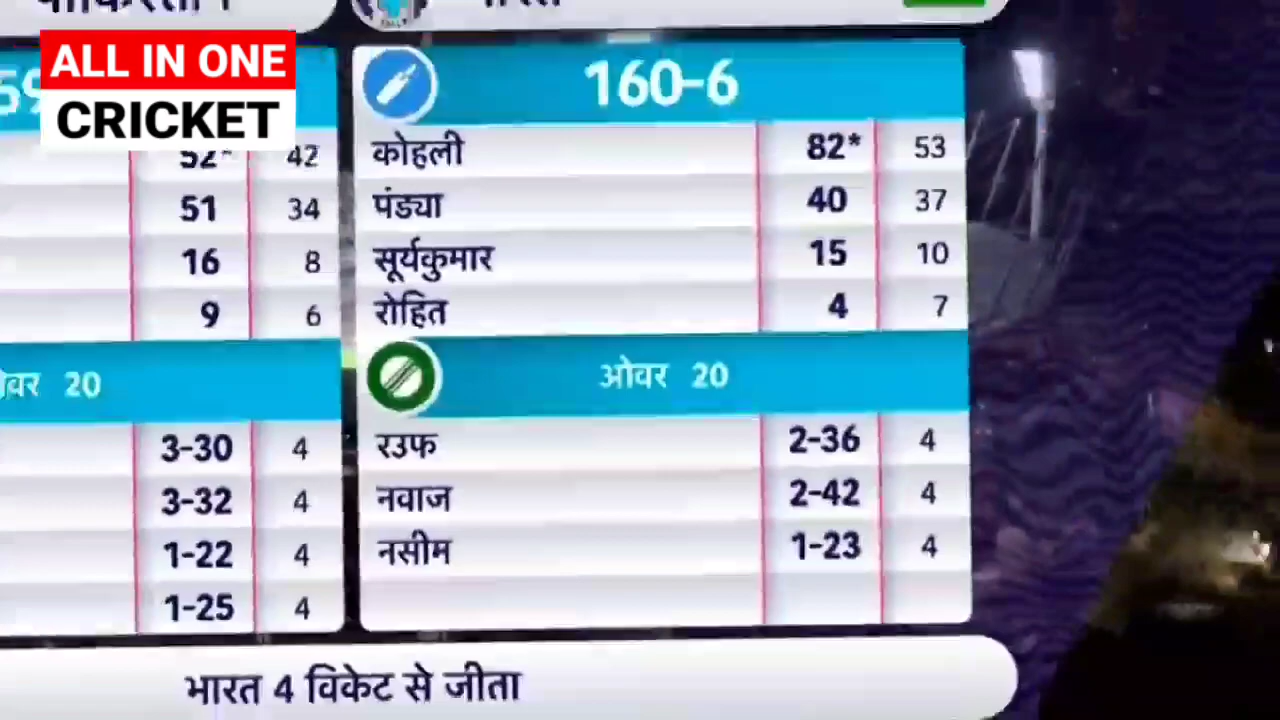 पाकिस्तान
भारत
ALL IN ONE
CRICKET
160-6
52* 42
51 34
16 8
9 6
कोहली 82* 53
पंड्या 40 37
सूर्यकुमार 15 10
रोहित 4 7
ओवर 20
3-30 4
3-32 4
1-22 4
1-25 4
ओवर 20
रउफ 2-36 4
नवाज 2-42 4
नसीम 1-23 4
भारत 4 विकेट से जीता